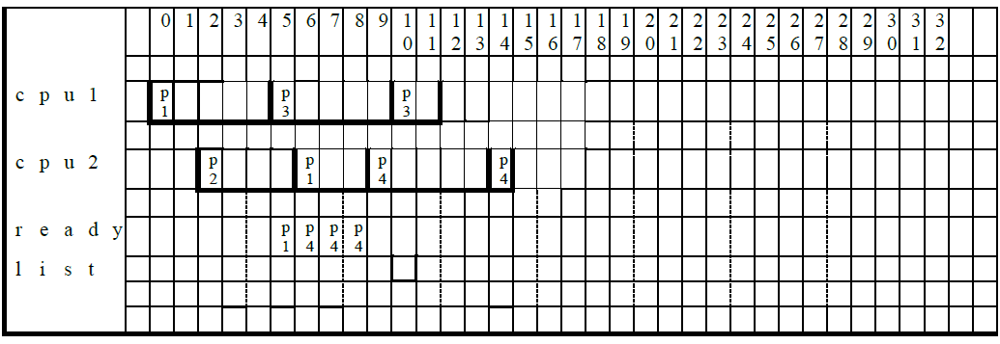 0 1 2 3 4 5 6 7 8 9 10 11 12 13 14 15 16 17 18 19 20 21 22 23 24 25 26 27 28 29 30 31 32
cpu1 p1 p3 p3
cpu2 p2 p1 p4 p4
ready p1 p4 p4 p4
list